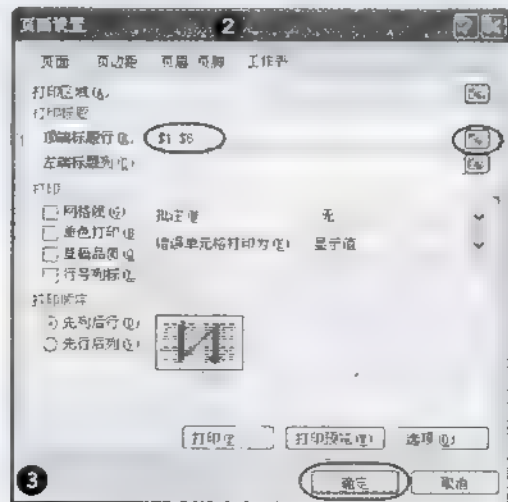 页面设置 2
页面 页边距 页眉 页脚 工作表
打印区域(A)
打印标题
1 顶端标题行(R) $1 $6
左端标题列(C)
打印
网格线(G) 批注(M) 无
单色打印(B) 错误单元格打印为(E) 显示值
草稿品质(Q)
行号列标(L)
打印顺序
先列后行(D)
先行后列(V)
打印(P) 打印预览(W) 选项(O)
3 确定 取消